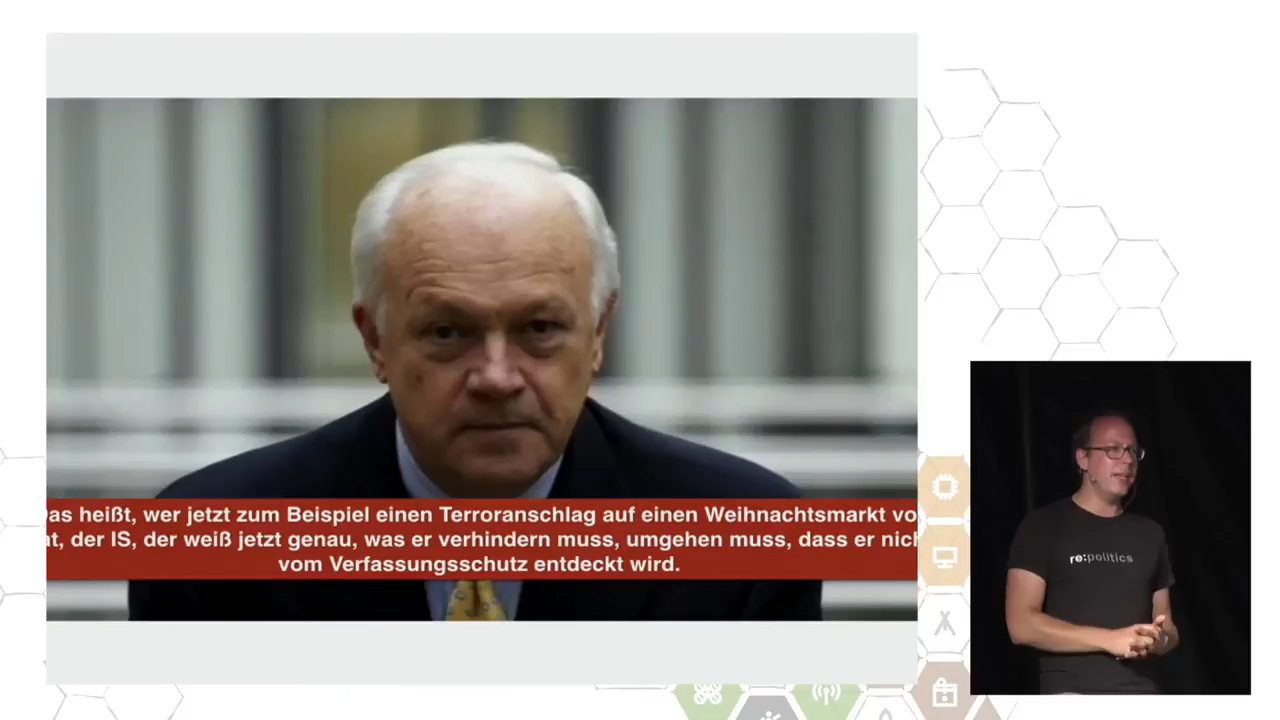 as heißt, wer jetzt zum Beispiel einen Terroranschlag auf einen Weihnachtsmarkt vo
at, der IS, der weiß jetzt genau, was er verhindern muss, umgehen muss, dass er nich
vom Verfassungsschutz entdeckt wird.
re:politics